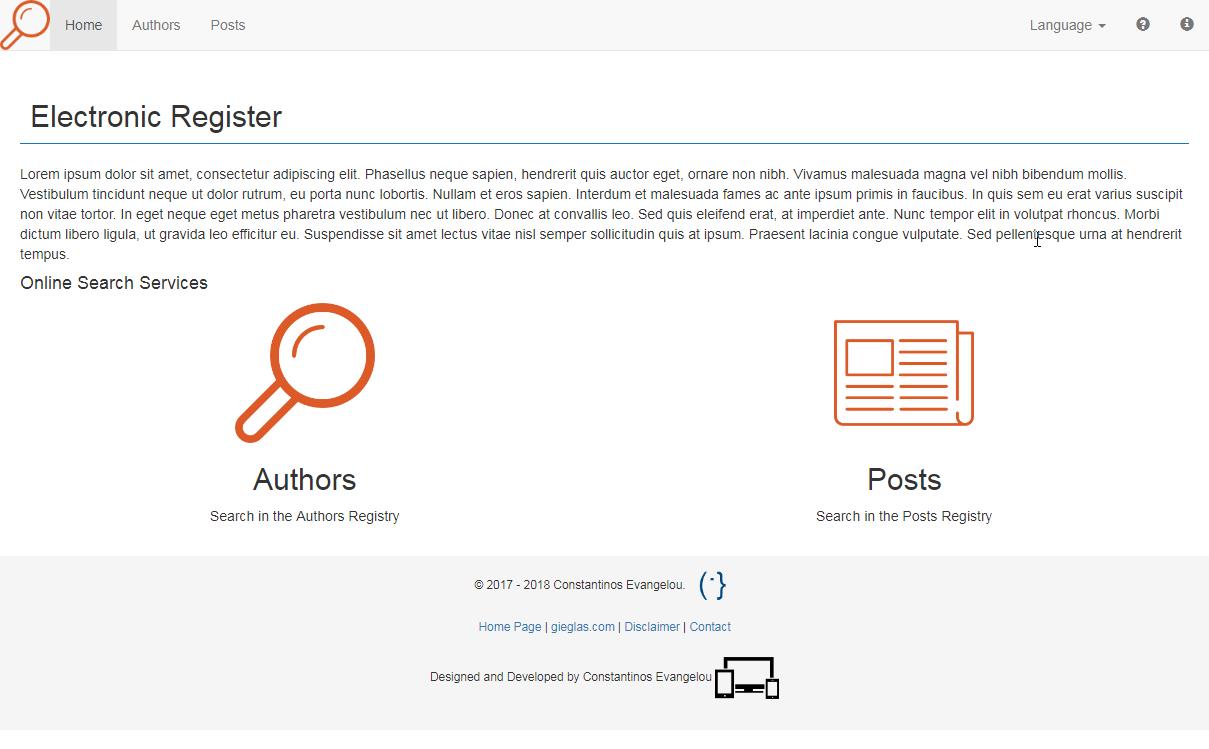 Home Authors Posts Language
Electronic Register
Lorem ipsum dolor sit amet, consectetur adipiscing elit. Phasellus neque sapien, hendrerit quis auctor eget, ornare non nibh. Vivamus malesuada magna vel nibh bibendum mollis.
Vestibulum tincidunt neque ut dolor rutrum, eu porta nunc lobortis. Nullam et eros sapien. Interdum et malesuada fames ac ante ipsum primis in faucibus. In quis sem eu erat varius suscipit
non vitae tortor. In eget neque eget metus pharetra vestibulum nec ut libero. Donec at convallis leo. Sed quis eleifend erat, at imperdiet ante. Nunc tempor elit in volutpat rhoncus. Morbi
dictum libero ligula, ut gravida leo efficitur eu. Suspendisse sit amet lectus vitae nisl semper sollicitudin quis at ipsum. Praesent lacinia congue vulputate. Sed pellentesque urna at hendrerit
tempus.
Online Search Services
Authors
Search in the Authors Registry
Posts
Search in the Posts Registry
© 2017 - 2018 Constantinos Evangelou.
Home Page | gieglas.com | Disclaimer | Contact
Designed and Developed by Constantinos Evangelou